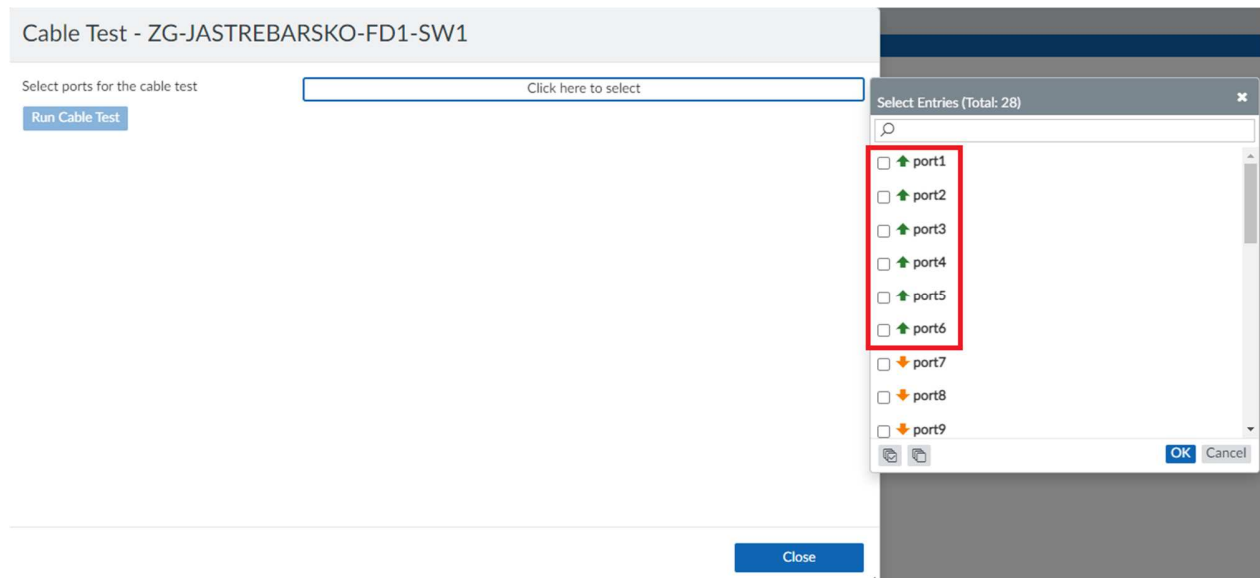 Cable Test - ZG-JASTREBARSKO-FD1-SW1
Select ports for the cable test
Click here to select
Run Cable Test
Select Entries (Total: 28)
port1
port2
port3
port4
port5
port6
port7
port8
port9
OK Cancel
Close